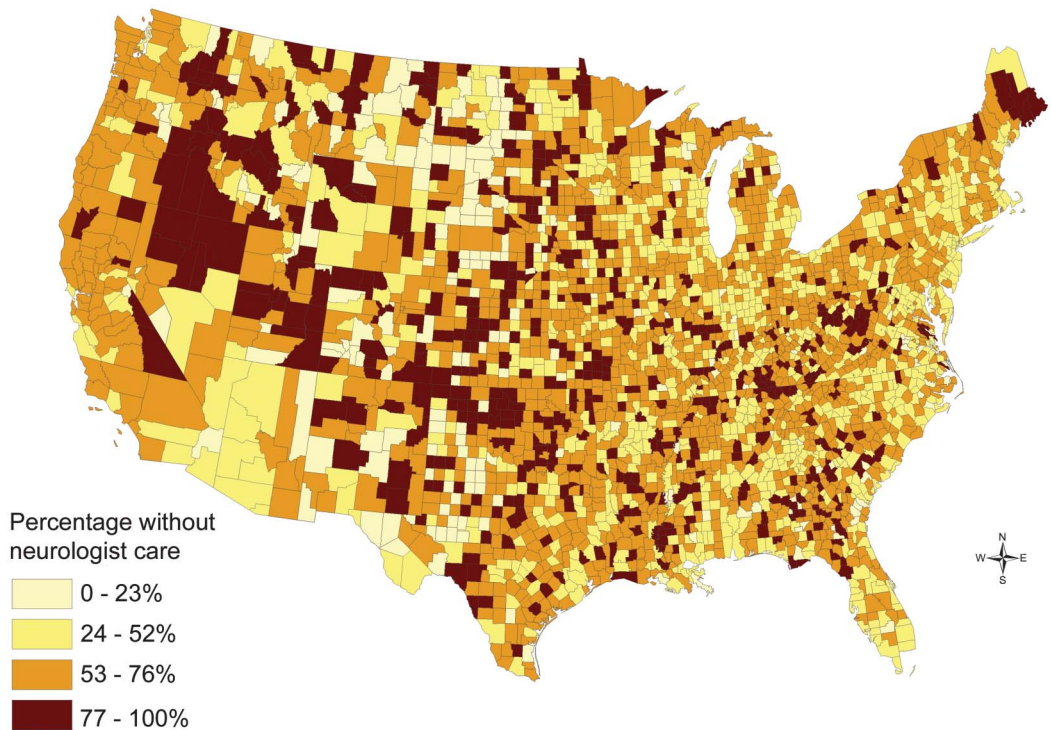 Percentage without
neurologist care
0 - 23%
24 - 52%
53 - 76%
77 - 100%
N
W E
S